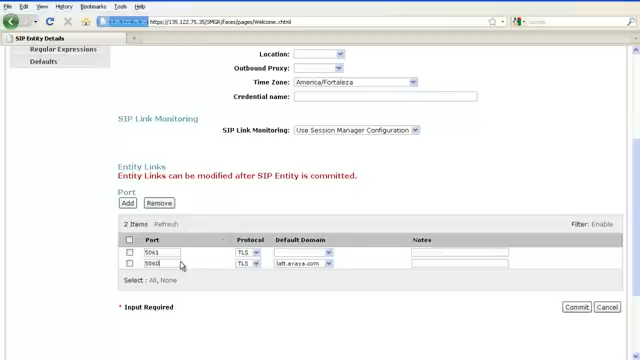 File Edit View History Bookmarks Tools Help
https://135.122.75.35/SMGR/Faces/pages/Welcome.xhtml
Google
SIP Entity Details
Regular Expressions
Defaults
Location:
Outbound Proxy:
Time Zone: America/Fortaleza
Credential name:
SIP Link Monitoring
SIP Link Monitoring: Use Session Manager Configuration
Entity Links
Entity Links can be modified after SIP Entity is committed.
Port
Add Remove
2 Items Refresh Filter: Enable
Port Protocol Default Domain Notes
5061 TLS
5060 TLS latt.avaya.com
Select : All, None
* Input Required Commit Cancel